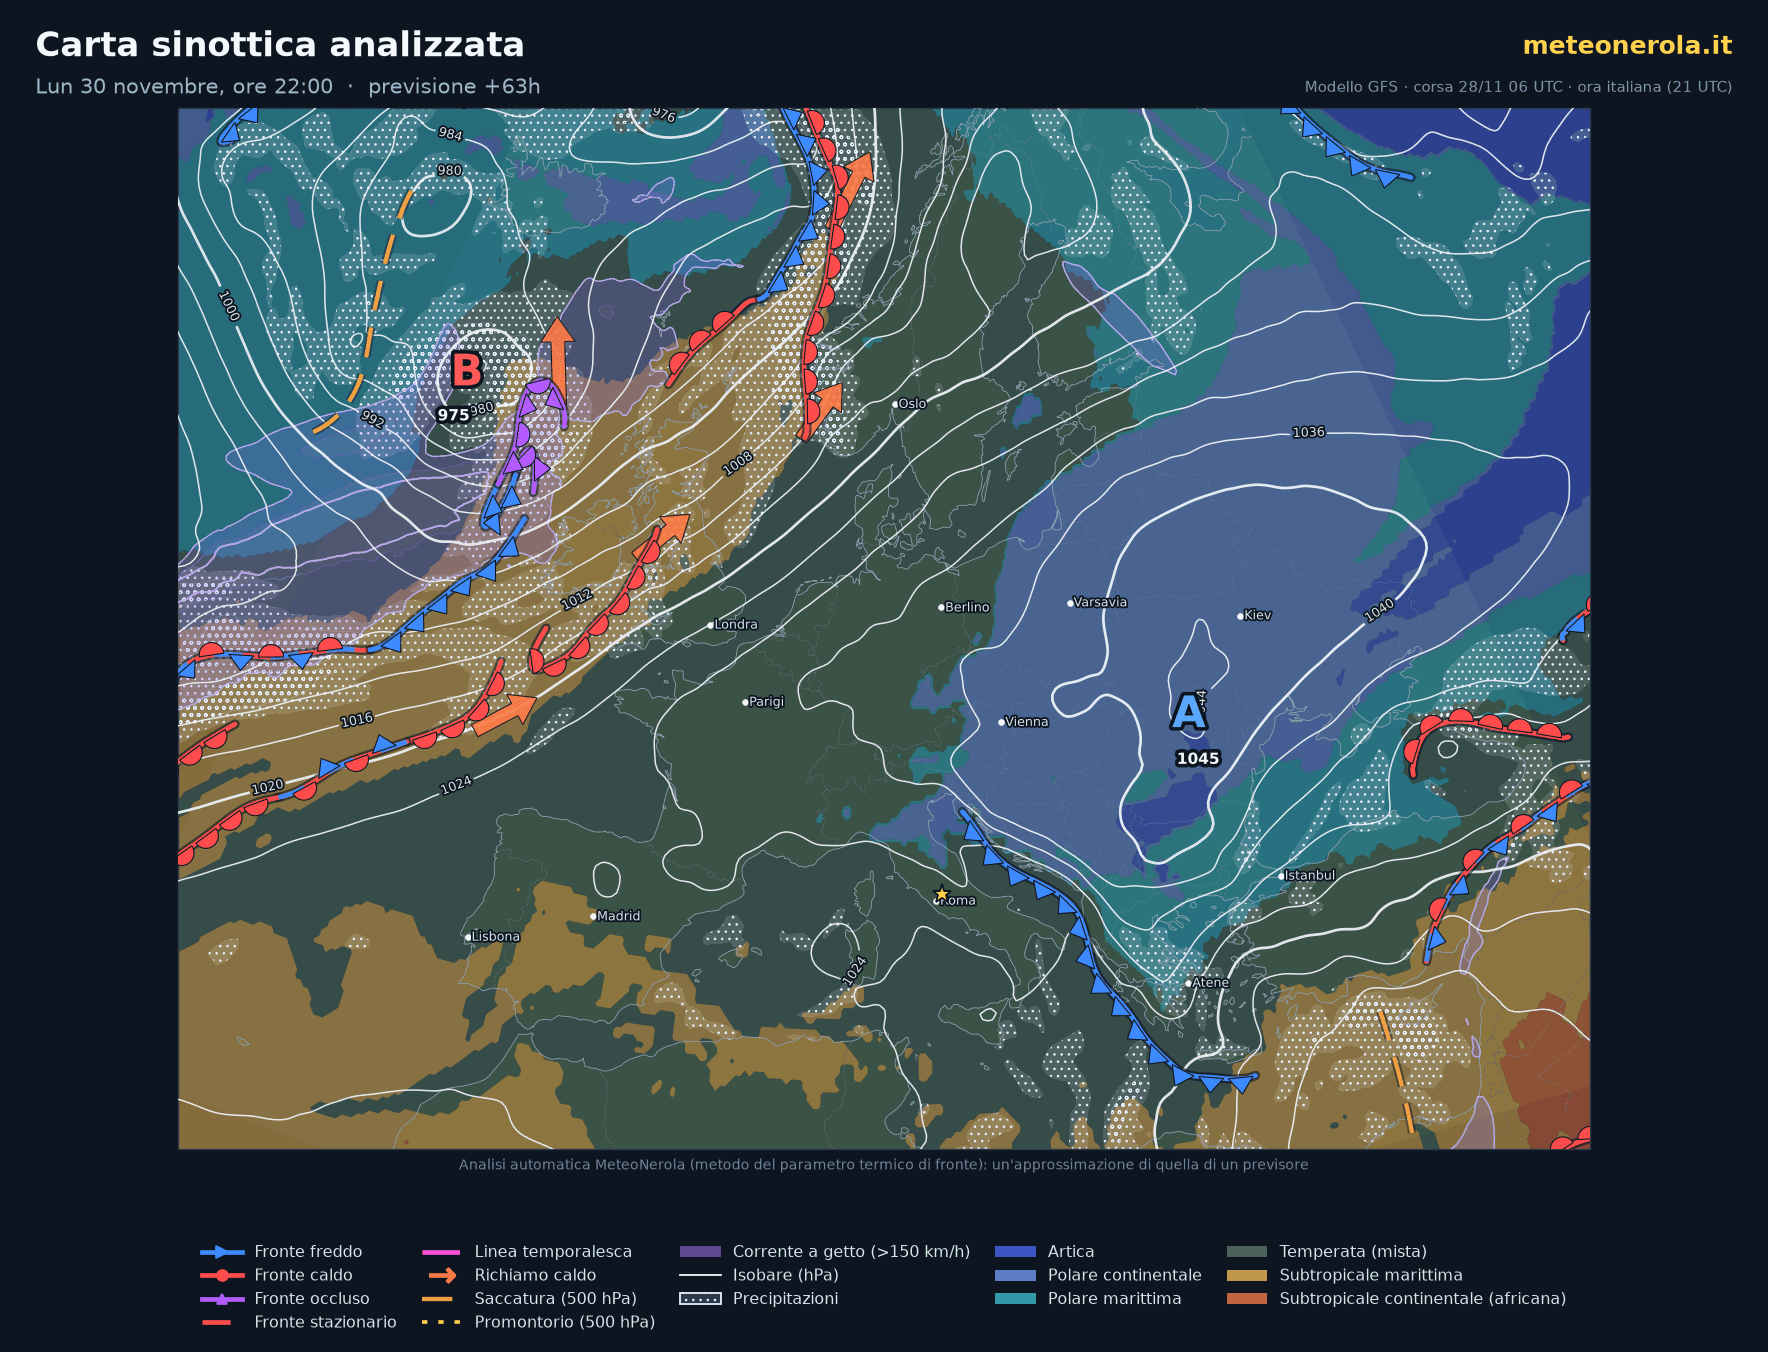 Carta sinottica analizzata
meteonerola.it
Lun 30 novembre, ore 22:00 · previsione +63h
Modello GFS · corsa 28/11 06 UTC · ora italiana (21 UTC)
976
984
980
1000
B
975
980
992
Oslo
1036
1008
1012
Berlino
Varsavia
Kiev
1040
Londra
Parigi
Vienna
A
1045
1016
1020
1024
Istanbul
Roma
Madrid
Lisbona
1024
Atene
Analisi automatica MeteoNerola (metodo del parametro termico di fronte): un'approssimazione di quella di un previsore
Fronte freddo
Fronte caldo
Fronte occluso
Fronte stazionario
Linea temporalesca
Richiamo caldo
Saccatura (500 hPa)
Promontorio (500 hPa)
Corrente a getto (>150 km/h)
Isobare (hPa)
Precipitazioni
Artica
Polare continentale
Polare marittima
Temperata (mista)
Subtropicale marittima
Subtropicale continentale (africana)